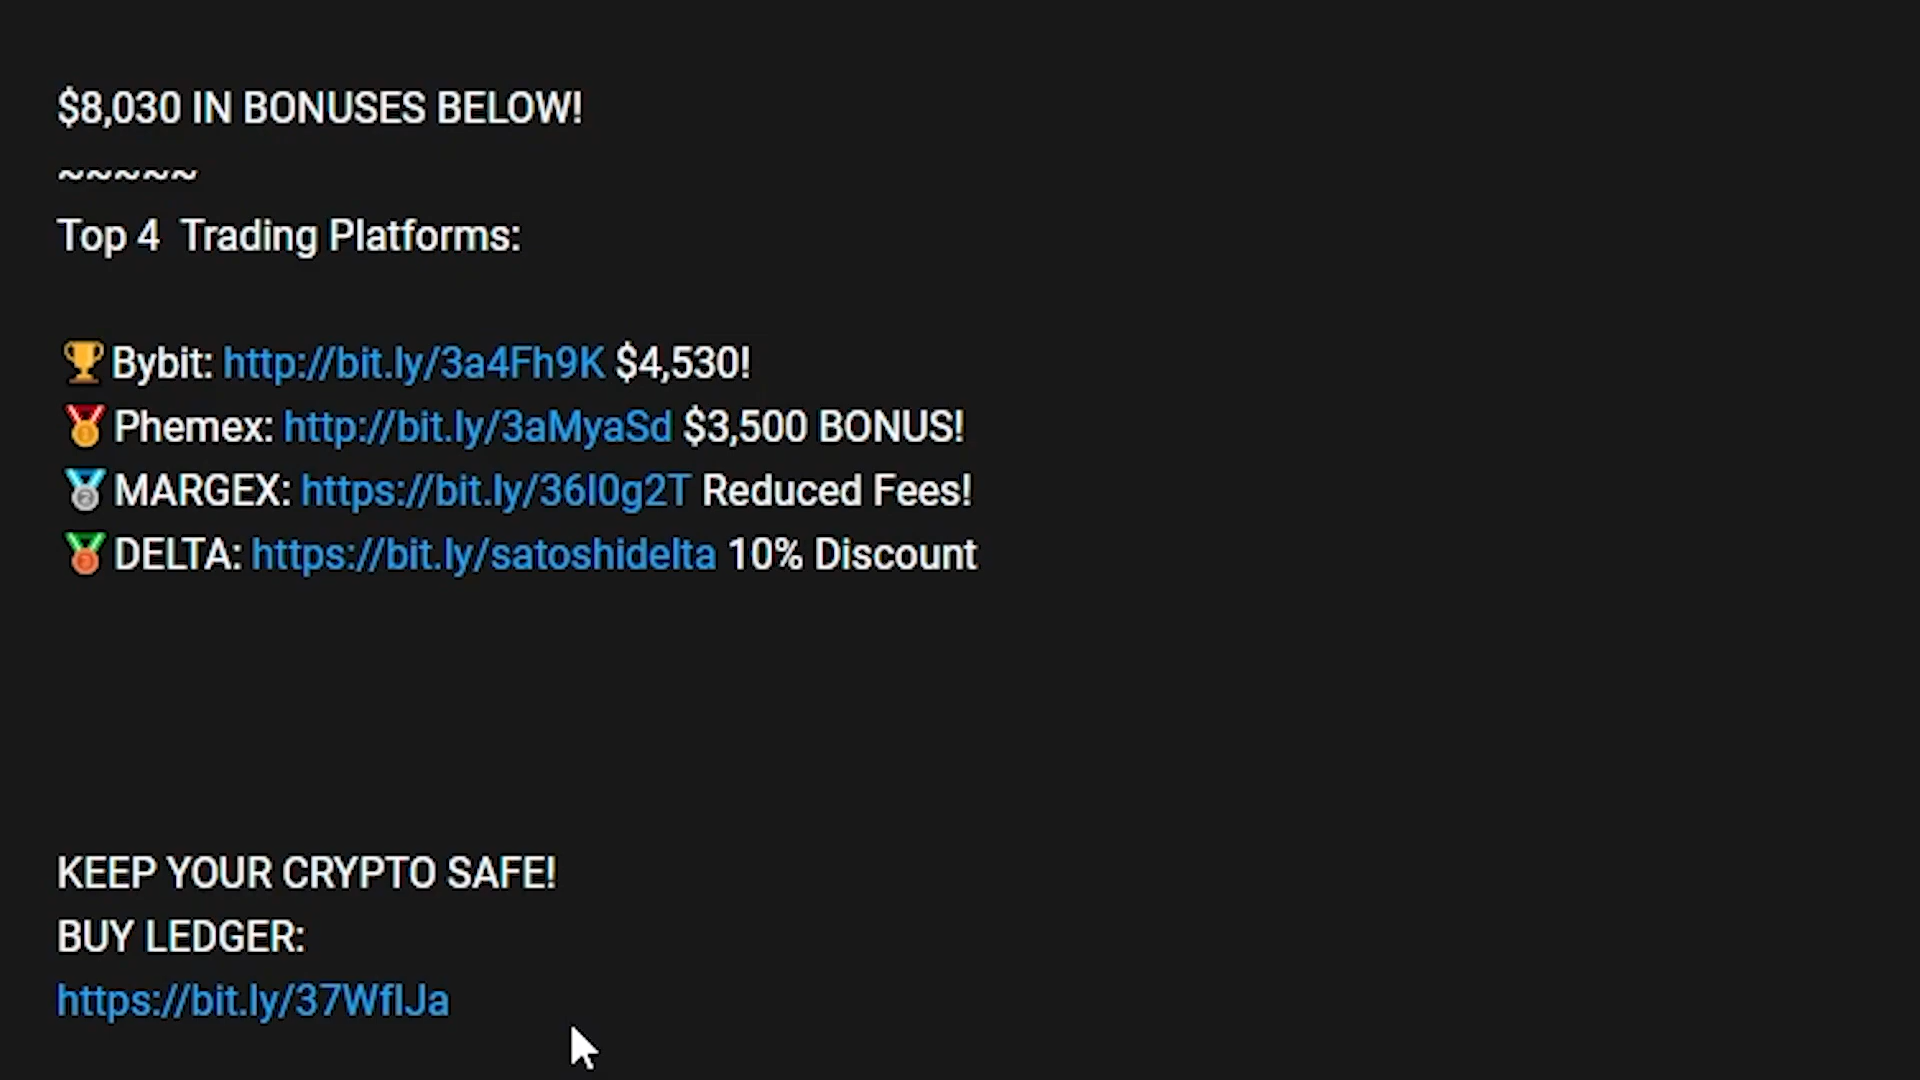 $8,030 IN BONUSES BELOW!
~~~~~
Top 4  Trading Platforms:
🏆Bybit: http://bit.ly/3a4Fh9K $4,530!
🥇Phemex: http://bit.ly/3aMyaSd $3,500 BONUS!
🥈MARGEX: https://bit.ly/36I0g2T Reduced Fees!
🥉DELTA: https://bit.ly/satoshidelta 10% Discount
KEEP YOUR CRYPTO SAFE!
BUY LEDGER:
https://bit.ly/37WflJa